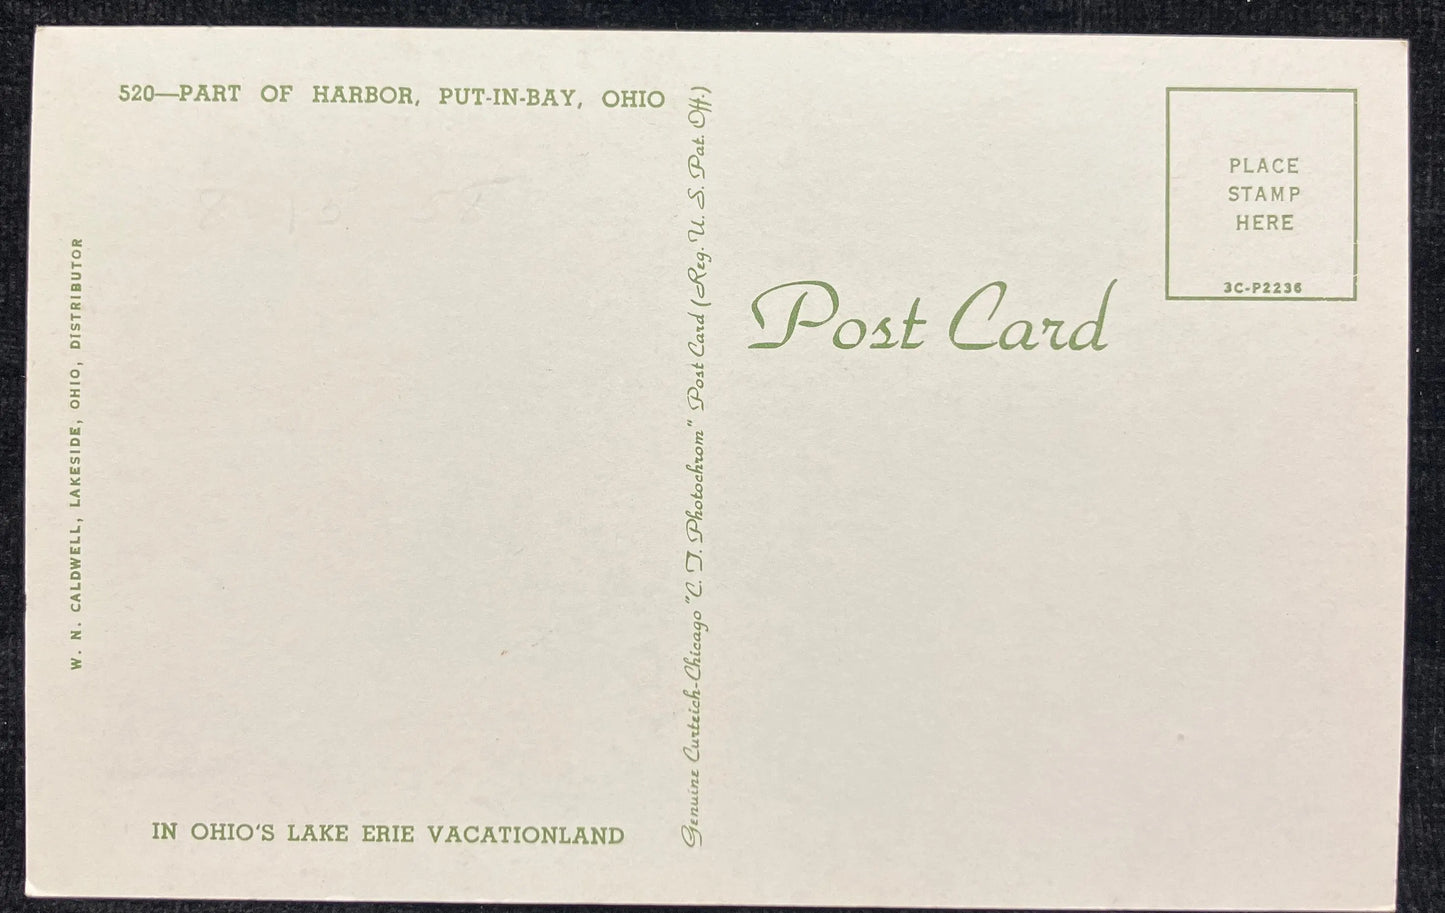 520—PART OF HARBOR, PUT-IN-BAY, OHIO
W. N. CALDWELL, LAKESIDE, OHIO, DISTRIBUTOR
IN OHIO'S LAKE ERIE VACATIONLAND
Genuine Curteich-Chicago "C. T. Photochrom" Post Card (Reg. U. S. Pat. Off.)
Post Card
PLACE
STAMP
HERE
3C-P2236